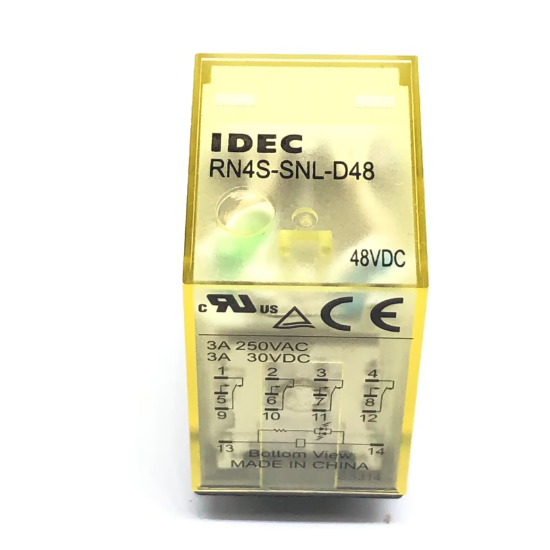 IDEC
RN4S-SNL-D48
48VDC
c RU US CE
3A 250VAC
3A 30VDC
1 2 3 4
5 6 7 8
9 10 11 12
13 14
Bottom View
MADE IN CHINA